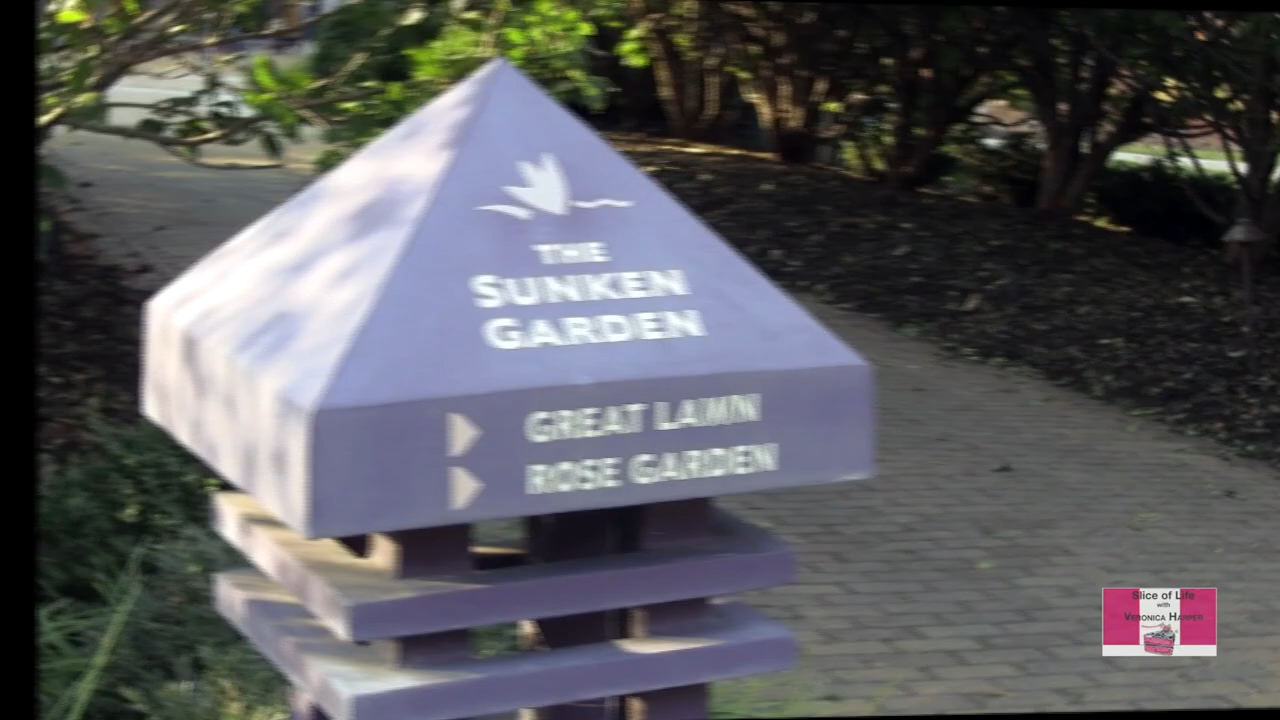 THE
SUNKEN
GARDEN
GREAT LAWN
ROSE GARDEN
Slice of Life
with
VERONICA HARPER